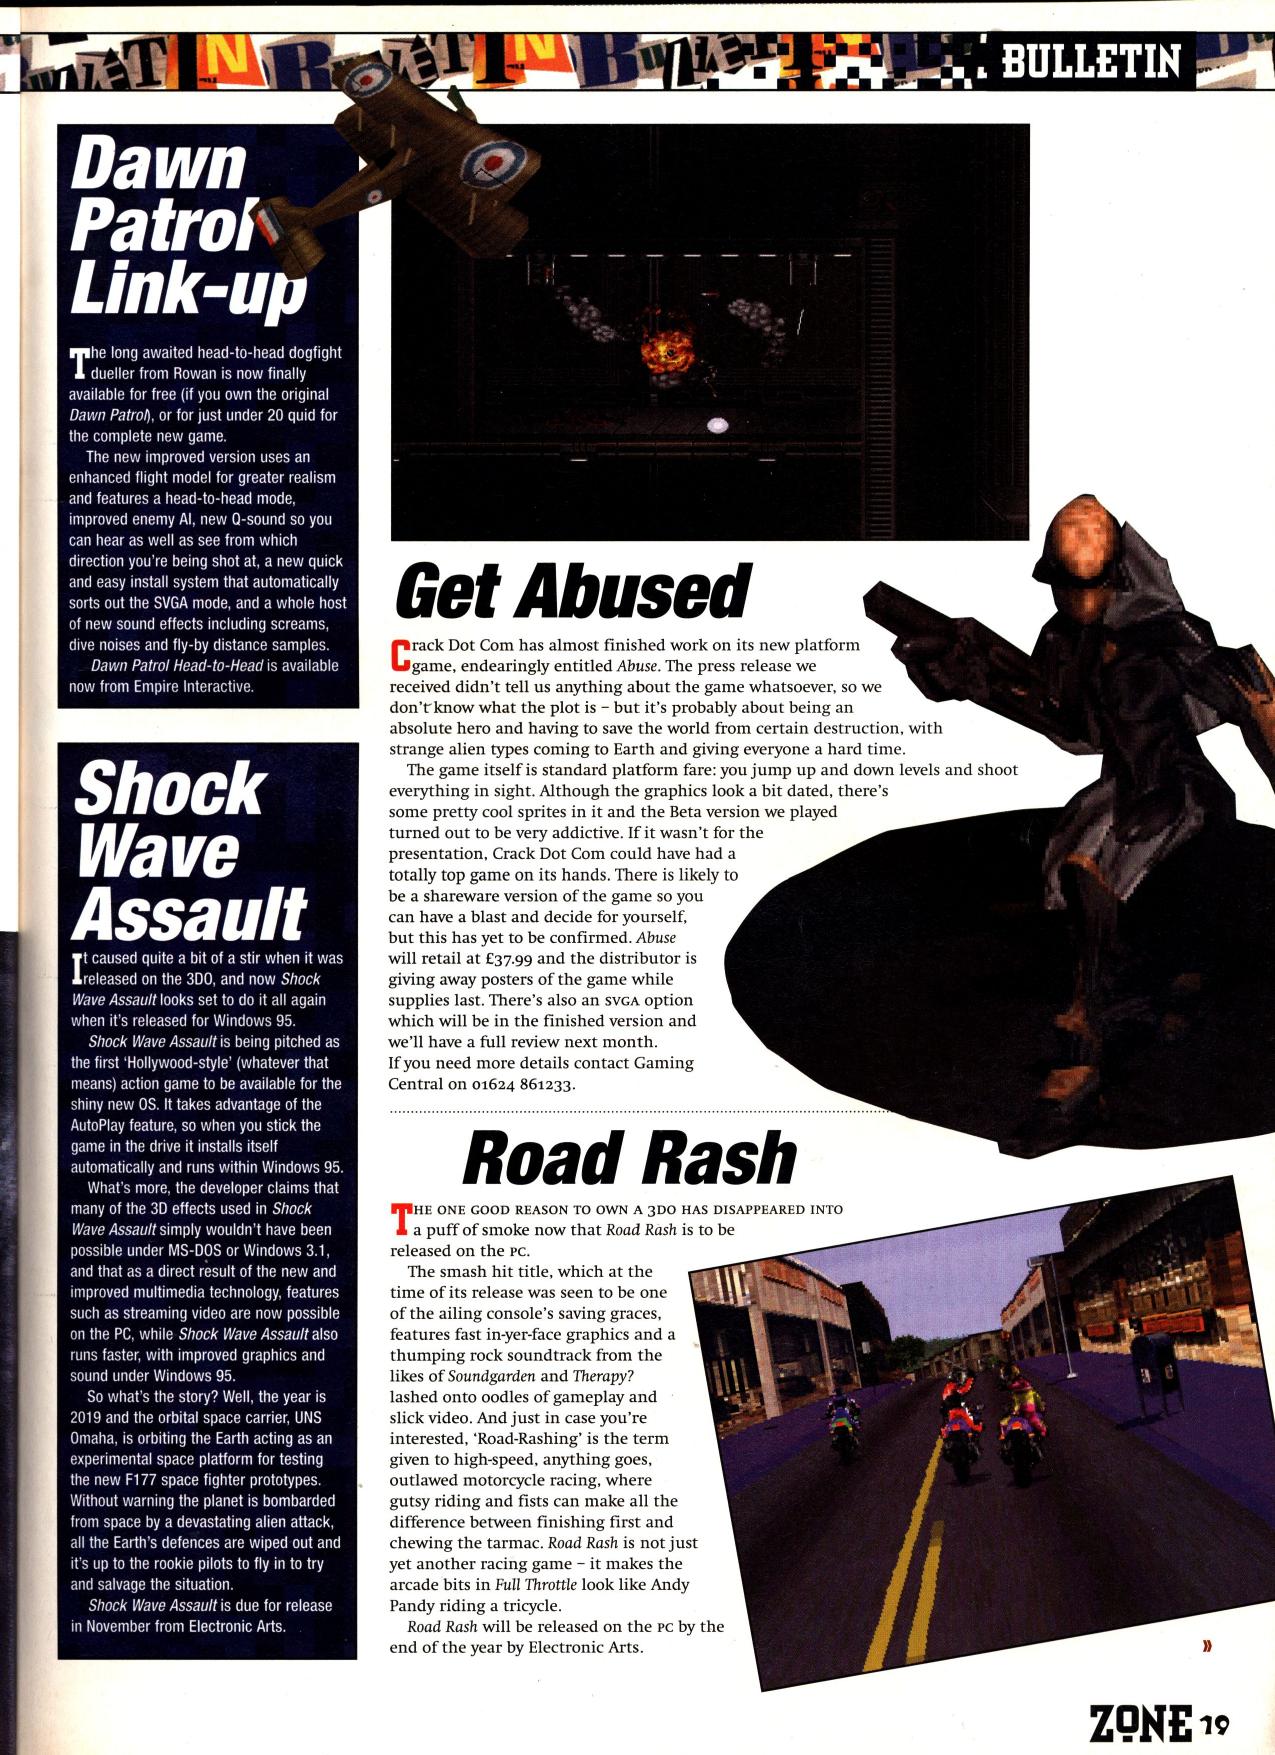 BULLETIN
Dawn
Patrol
Link-up
The long awaited head-to-head dogfight
dueller from Rowan is now finally
available for free (if you own the original
Dawn Patrol), or for just under 20 quid for
the complete new game.
The new improved version uses an
enhanced flight model for greater realism
and features a head-to-head mode,
improved enemy AI, new Q-sound so you
can hear as well as see from which
direction you're being shot at, a new quick
and easy install system that automatically
sorts out the SVGA mode, and a whole host
of new sound effects including screams,
dive noises and fly-by distance samples.
Dawn Patrol Head-to-Head is available
now from Empire Interactive.
Shock
Wave
Assault
It caused quite a bit of a stir when it was
released on the 3DO, and now Shock
Wave Assault looks set to do it all again
when it's released for Windows 95.
Shock Wave Assault is being pitched as
the first 'Hollywood-style' (whatever that
means) action game to be available for the
shiny new OS. It takes advantage of the
AutoPlay feature, so when you stick the
game in the drive it installs itself
automatically and runs within Windows 95.
What's more, the developer claims that
many of the 3D effects used in Shock
Wave Assault simply wouldn't have been
possible under MS-DOS or Windows 3.1,
and that as a direct result of the new and
improved multimedia technology, features
such as streaming video are now possible
on the PC, while Shock Wave Assault also
runs faster, with improved graphics and
sound under Windows 95.
So what's the story? Well, the year is
2019 and the orbital space carrier, UNS
Omaha, is orbiting the Earth acting as an
experimental space platform for testing
the new F177 space fighter prototypes.
Without warning the planet is bombarded
from space by a devastating alien attack,
all the Earth's defences are wiped out and
it's up to the rookie pilots to fly in to try
and salvage the situation.
Shock Wave Assault is due for release
in November from Electronic Arts.
Get Abused
Crack Dot Com has almost finished work on its new platform
game, endearingly entitled Abuse. The press release we
received didn't tell us anything about the game whatsoever, so we
don't know what the plot is – but it's probably about being an
absolute hero and having to save the world from certain destruction, with
strange alien types coming to Earth and giving everyone a hard time.
The game itself is standard platform fare: you jump up and down levels and shoot
everything in sight. Although the graphics look a bit dated, there's
some pretty cool sprites in it and the Beta version we played
turned out to be very addictive. If it wasn't for the
presentation, Crack Dot Com could have had a
totally top game on its hands. There is likely to
be a shareware version of the game so you
can have a blast and decide for yourself,
but this has yet to be confirmed. Abuse
will retail at £37.99 and the distributor is
giving away posters of the game while
supplies last. There's also an SVGA option
which will be in the finished version and
we'll have a full review next month.
If you need more details contact Gaming
Central on 01624 861233.
Road Rash
THE ONE GOOD REASON TO OWN A 3DO HAS DISAPPEARED INTO
a puff of smoke now that Road Rash is to be
released on the PC.
The smash hit title, which at the
time of its release was seen to be one
of the ailing console's saving graces,
features fast in-yer-face graphics and a
thumping rock soundtrack from the
likes of Soundgarden and Therapy?
lashed onto oodles of gameplay and
slick video. And just in case you're
interested, 'Road-Rashing' is the term
given to high-speed, anything goes,
outlawed motorcycle racing, where
gutsy riding and fists can make all the
difference between finishing first and
chewing the tarmac. Road Rash is not just
yet another racing game – it makes the
arcade bits in Full Throttle look like Andy
Pandy riding a tricycle.
Road Rash will be released on the PC by the
end of the year by Electronic Arts.
»
ZONE 19